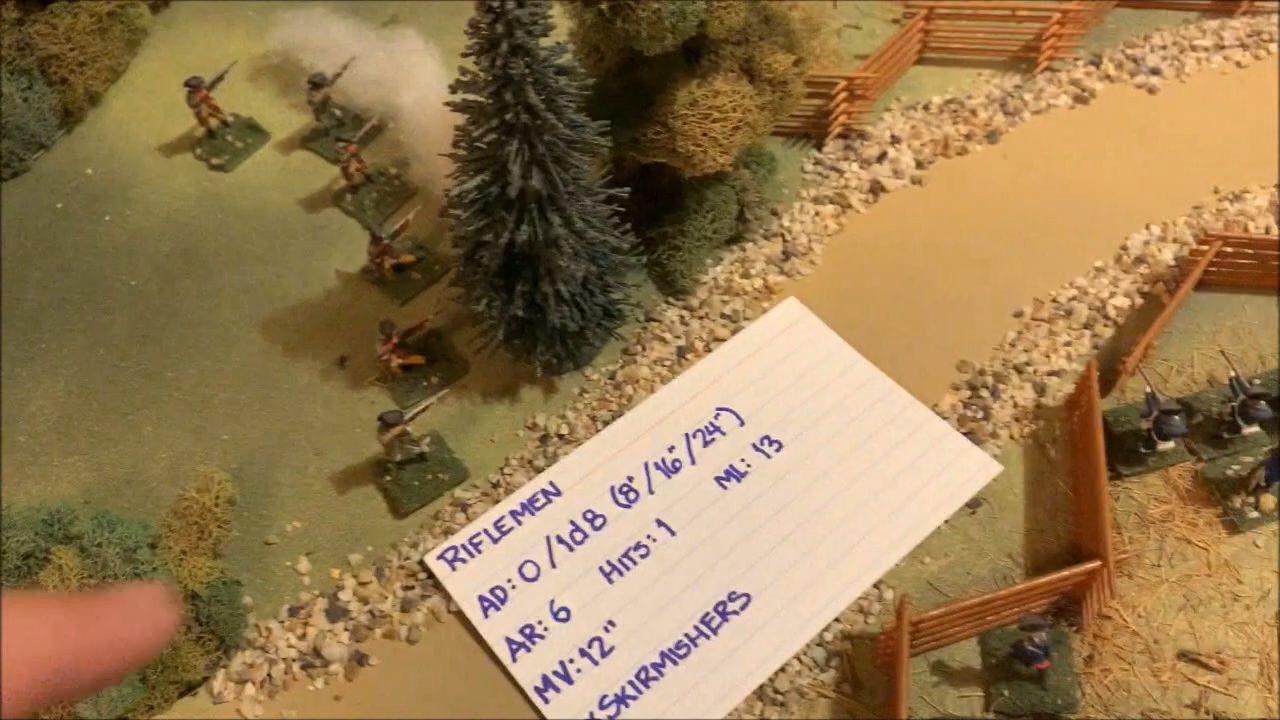 RIFLEMEN
AD: 0/1d8 (8"/16"/24")
AR: 6 HITS: 1 ML: 13
MV: 12"
SKIRMISHERS